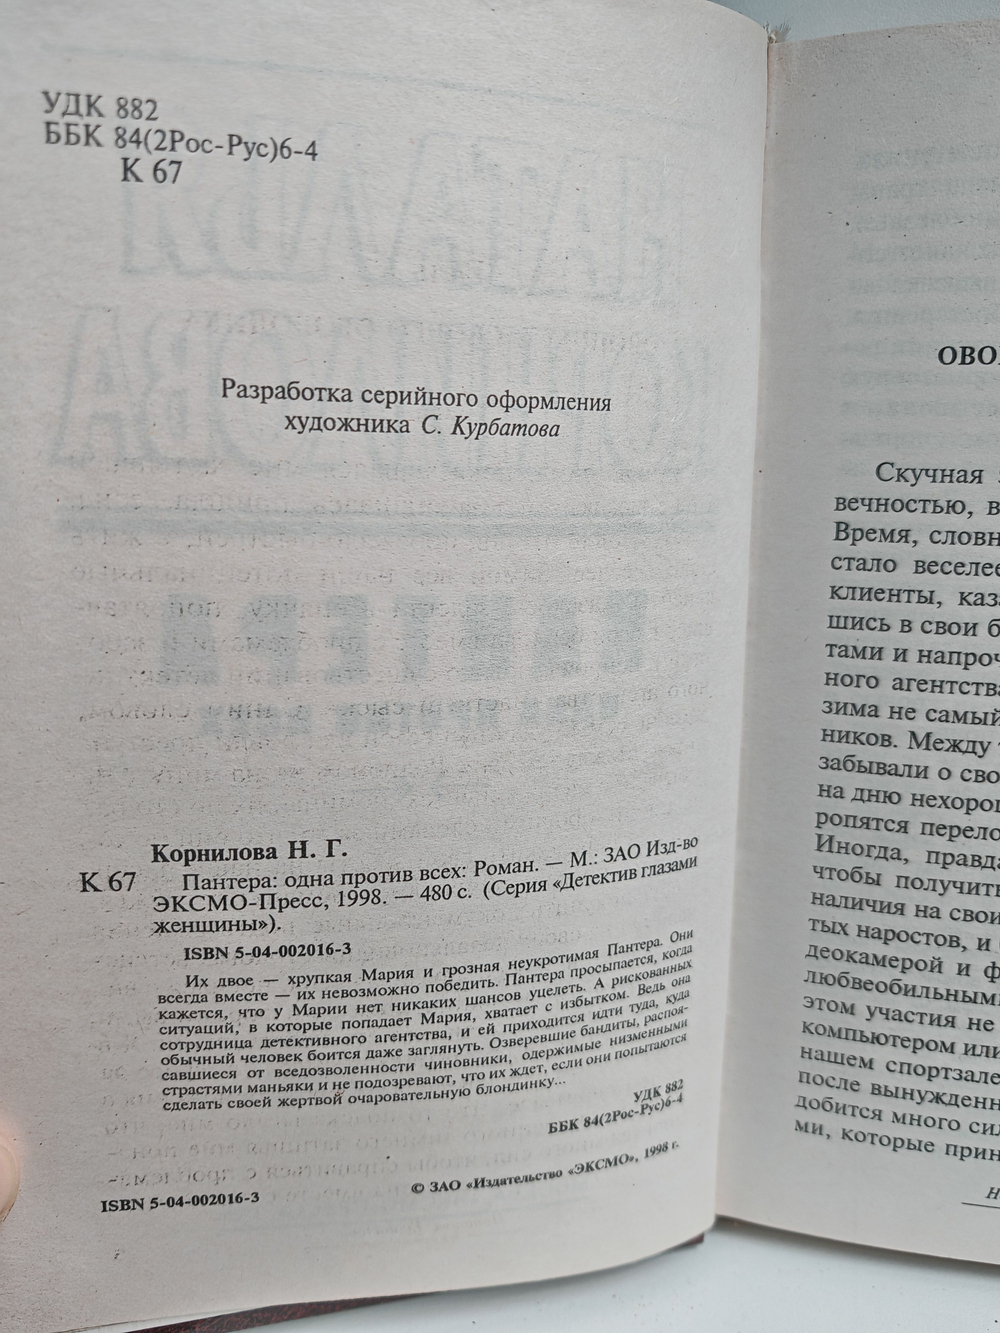 УДК 882
ББК 84(2Рос-Рус)6-4
К 67
Разработка серийного оформления
художника С. Курбатова
Корнилова Н. Г.
К 67
Пантера: одна против всех: Роман. — М.: ЗАО Изд-во
ЭКСМО-Пресс, 1998. — 480 с. (Серия «Детектив глазами
женщины»).
ISBN 5-04-002016-3
Их двое — хрупкая Мария и грозная неукротимая Пантера. Они
всегда вместе — их невозможно победить. Пантера просыпается, когда
кажется, что у Марии нет никаких шансов уцелеть. А рискованных
ситуаций, в которые попадает Мария, хватает с избытком. Ведь она
сотрудница детективного агентства, и ей приходится идти туда, куда
обычный человек боится даже заглянуть. Озверевшие бандиты, распоя-
савшиеся от вседозволенности чиновники, одержимые низменными
страстями маньяки и не подозревают, что их ждет, если они попытаются
сделать своей жертвой очаровательную блондинку...
УДК 882
ББК 84(2Рос-Рус)6-4
ISBN 5-04-002016-3
© ЗАО «Издательство «ЭКСМО», 1998 г.
ОВО
Скучная
вечностью, в
Время, словн
стало веселее
клиенты, каз
шись в свои б
тами и напроч
ного агентства
зима не самый
ников. Между
забывали о сво
на дню нехорош
ропятся перело
Иногда, правда
чтобы получить
наличия на свои
тых наростов, и
деокамерой и ф
любвеобильными
этом участия не
компьютером или
нашем спортзале
после вынужденн
добится много сил
ми, которые прин